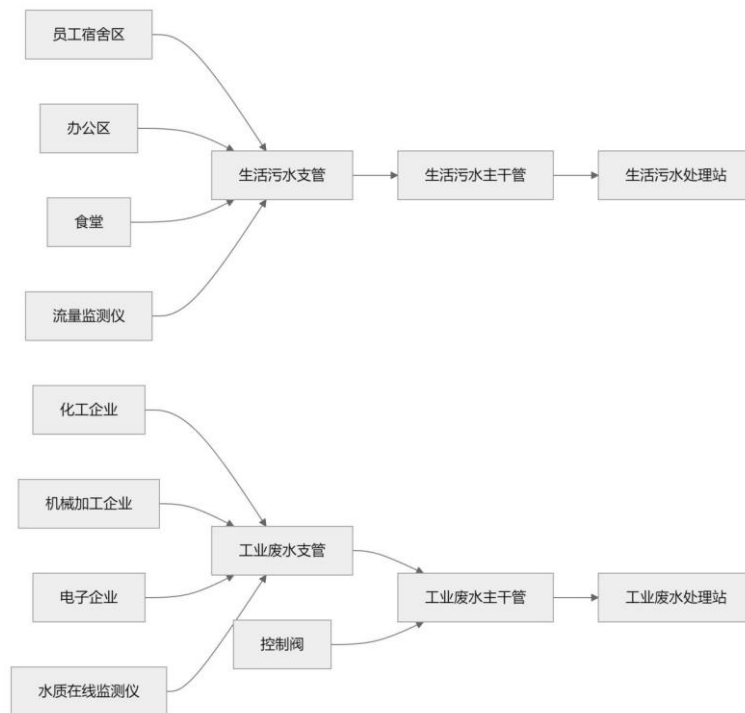 员工宿舍区
办公区
食堂
流量监测仪
生活污水支管
生活污水主干管
生活污水处理站
化工企业
机械加工企业
电子企业
水质在线监测仪
工业废水支管
控制阀
工业废水主干管
工业废水处理站